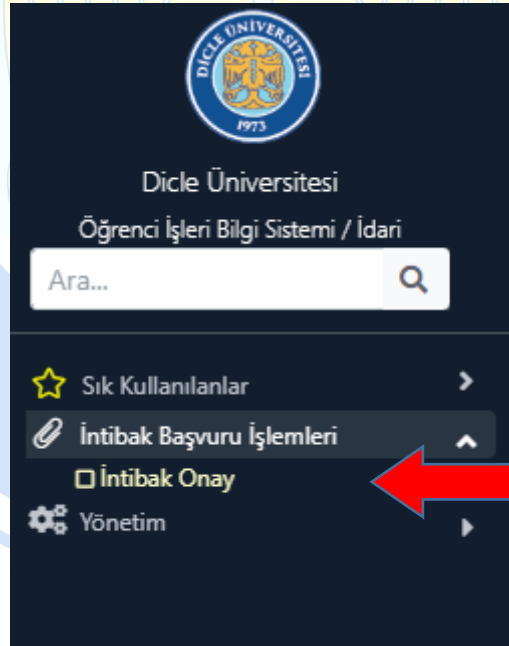 DİCLE ÜNİVERSİTESİ
1973
Dicle Üniversitesi
Öğrenci İşleri Bilgi Sistemi / İdari
Ara...
Sık Kullanılanlar
İntibak Başvuru İşlemleri
İntibak Onay
Yönetim